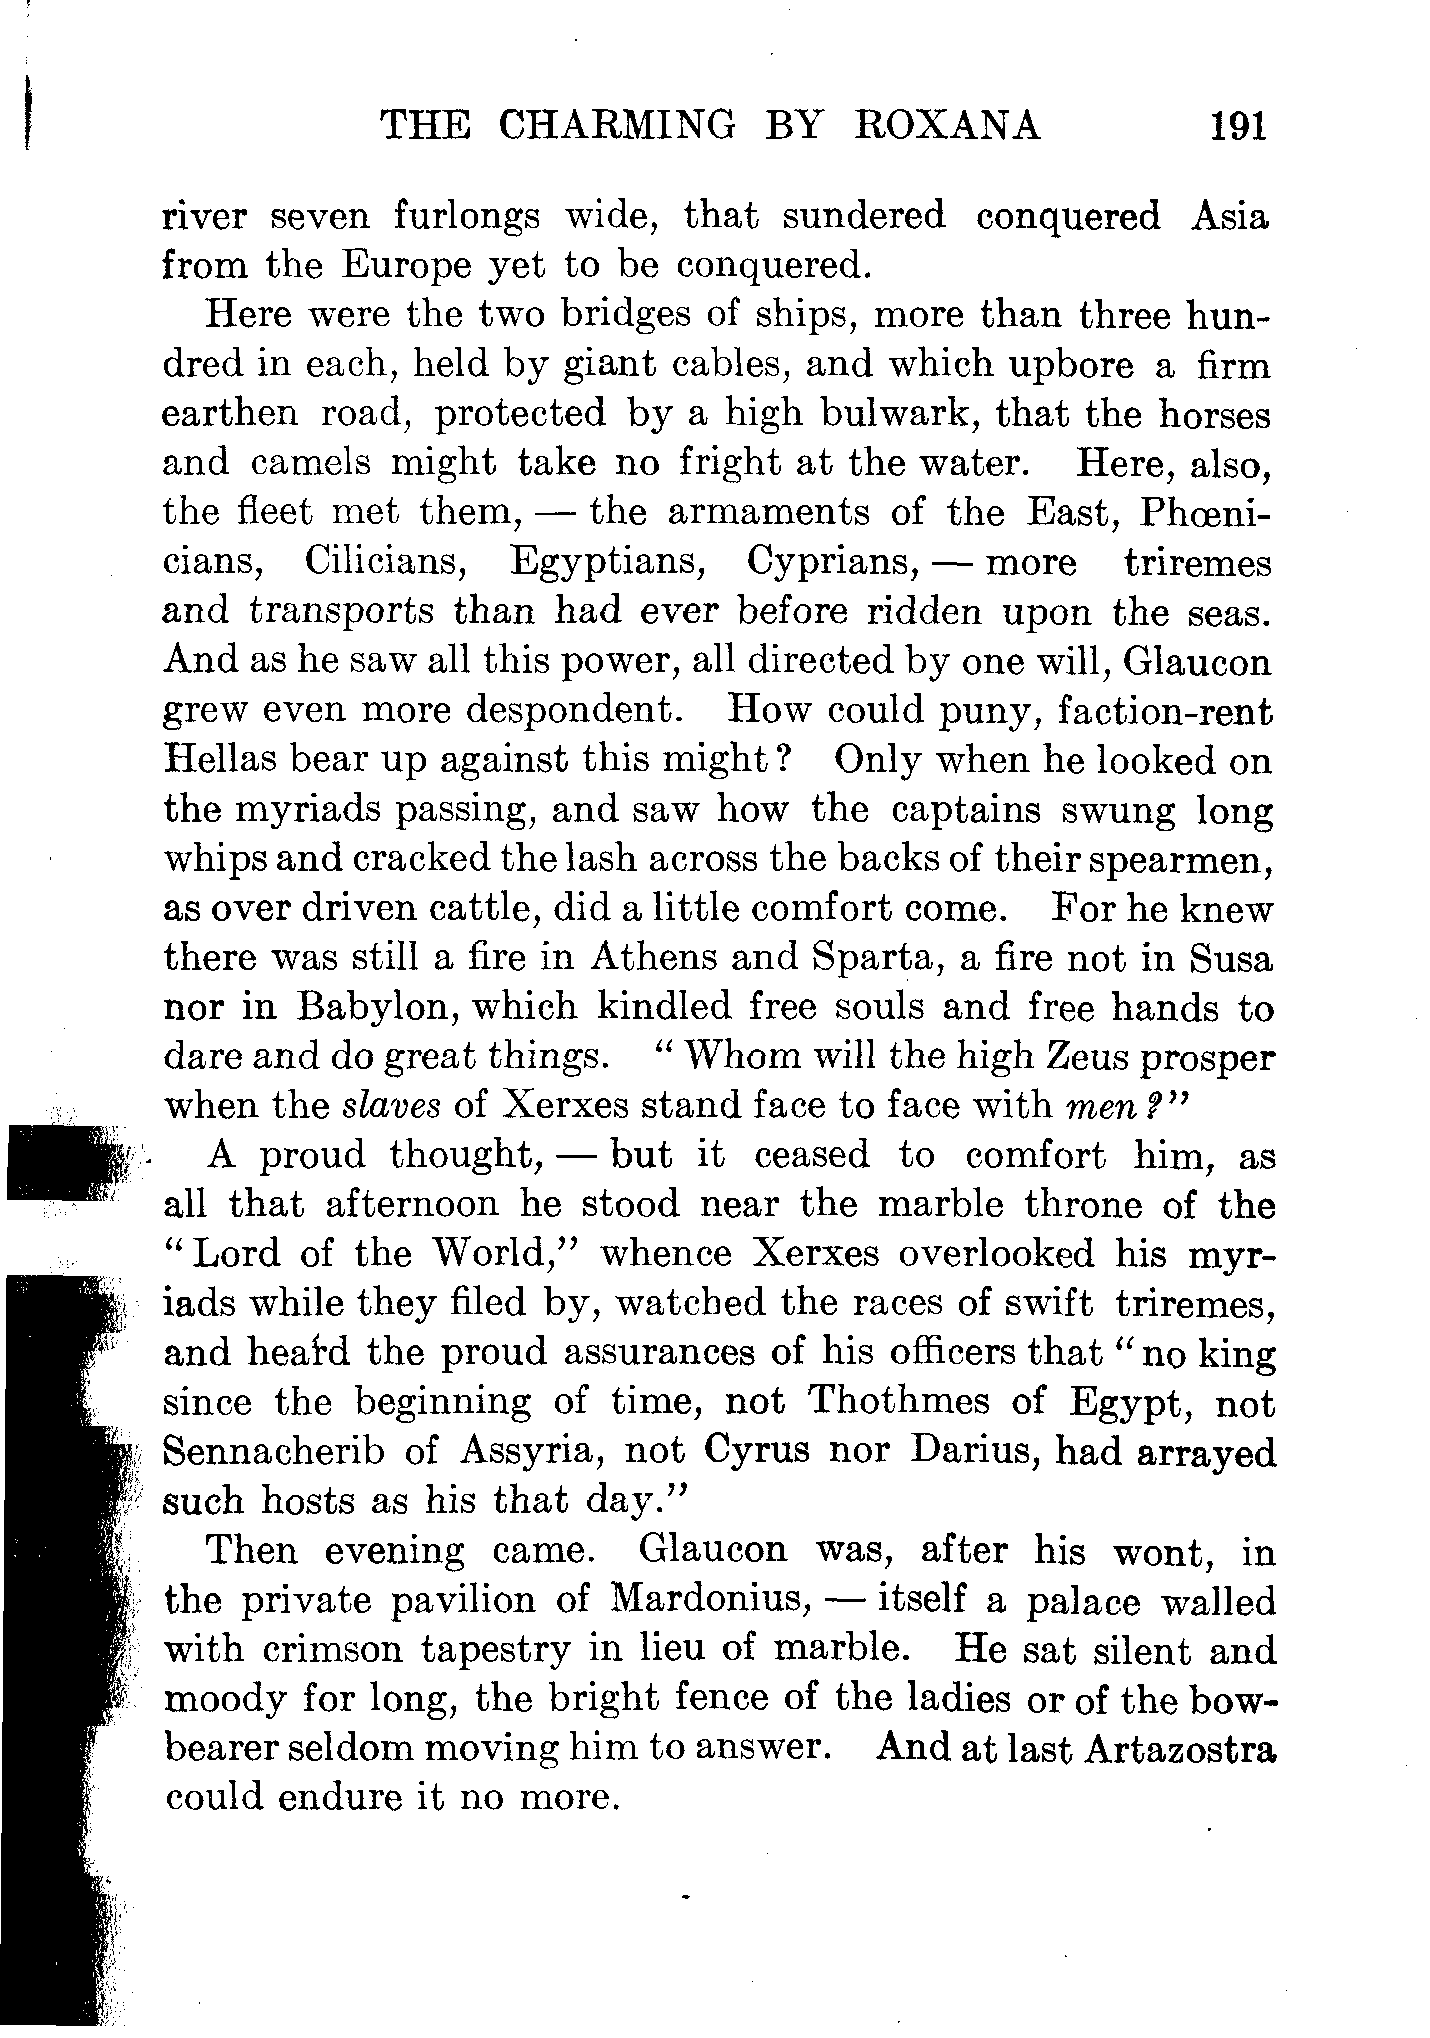 THE CHARMING BY ROXANA 191
river seven furlongs wide, that sundered conquered Asia
from the Europe yet to be conquered.
Here were the two bridges of ships, more than three hun-
dred in each, held by giant cables, and which upbore a firm
earthen road, protected by a high bulwark, that the horses
and camels might take no fright at the water. Here, also,
the fleet met them, — the armaments of the East, Phœni-
cians, Cilicians, Egyptians, Cyprians, — more triremes
and transports than had ever before ridden upon the seas.
And as he saw all this power, all directed by one will, Glaucon
grew even more despondent. How could puny, faction-rent
Hellas bear up against this might? Only when he looked on
the myriads passing, and saw how the captains swung long
whips and cracked the lash across the backs of their spearmen,
as over driven cattle, did a little comfort come. For he knew
there was still a fire in Athens and Sparta, a fire not in Susa
nor in Babylon, which kindled free souls and free hands to
dare and do great things. “Whom will the high Zeus prosper
when the slaves of Xerxes stand face to face with men?”
A proud thought, — but it ceased to comfort him, as
all that afternoon he stood near the marble throne of the
“Lord of the World,” whence Xerxes overlooked his myr-
iads while they filed by, watched the races of swift triremes,
and heard the proud assurances of his officers that “no king
since the beginning of time, not Thothmes of Egypt, not
Sennacherib of Assyria, not Cyrus nor Darius, had arrayed
such hosts as his that day.”
Then evening came. Glaucon was, after his wont, in
the private pavilion of Mardonius, — itself a palace walled
with crimson tapestry in lieu of marble. He sat silent and
moody for long, the bright fence of the ladies or of the bow-
bearer seldom moving him to answer. And at last Artazostra
could endure it no more.